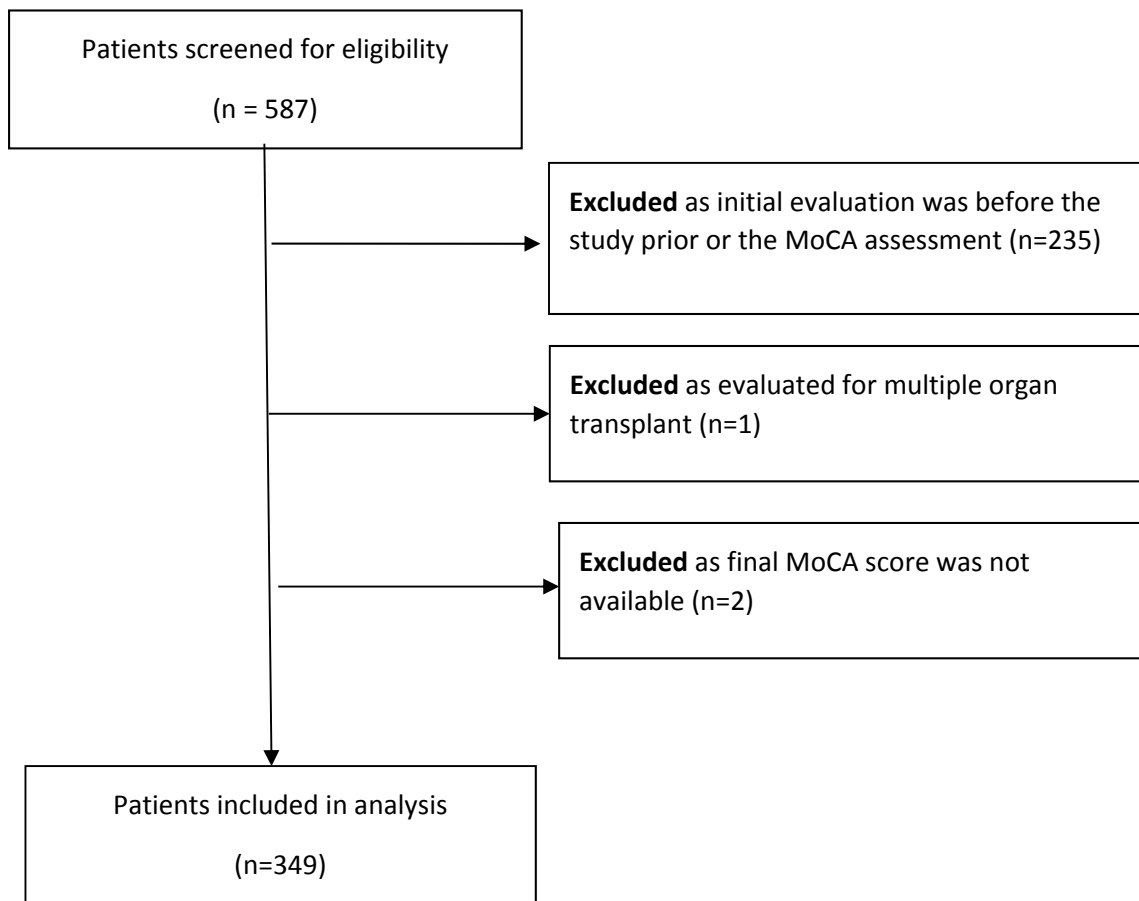 Patients screened for eligibility
(n = 587)
Excluded as initial evaluation was before the
study prior or the MoCA assessment (n=235)
Excluded as evaluated for multiple organ
transplant (n=1)
Excluded as final MoCA score was not
available (n=2)
Patients included in analysis
(n=349)